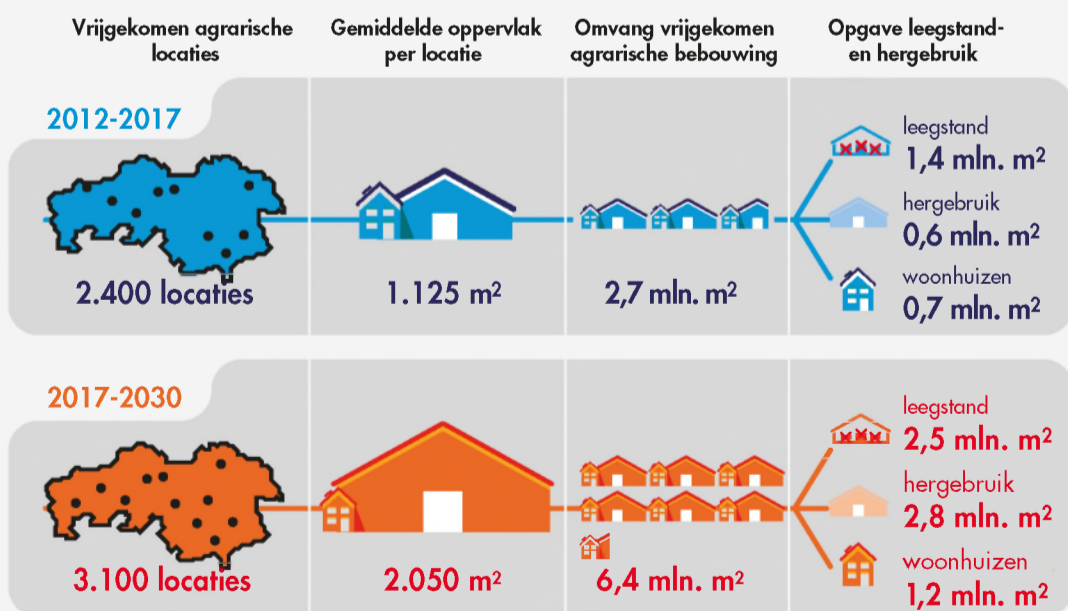 Vrijgekomen agrarische
locaties
Gemiddelde oppervlak
per locatie
Omvang vrijgekomen
agrarische bebouwing
Opgave leegstand-
en hergebruik
2012-2017
2.400 locaties
1.125 m²
2,7 mln. m²
leegstand
1,4 mln. m²
hergebruik
0,6 mln. m²
woonhuizen
0,7 mln. m²
2017-2030
3.100 locaties
2.050 m²
6,4 mln. m²
leegstand
2,5 mln. m²
hergebruik
2,8 mln. m²
woonhuizen
1,2 mln. m²